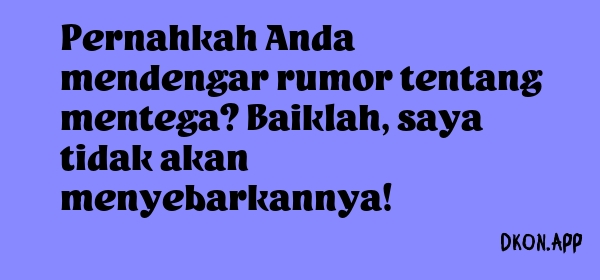 Pernahkah Anda
mendengar rumor tentang
mentega? Baiklah, saya
tidak akan
menyebarkannya!
DKON.APP